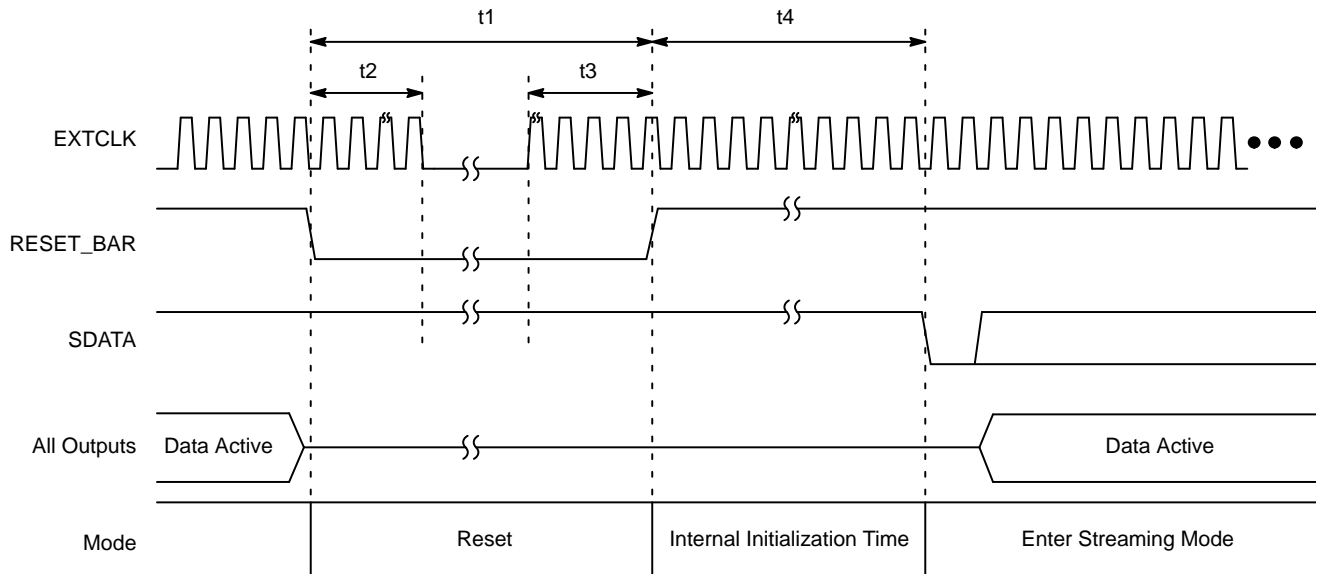 t1
t4
t2
t3
EXTCLK
RESET_BAR
SDATA
All Outputs
Data Active
Data Active
Mode
Reset
Internal Initialization Time
Enter Streaming Mode